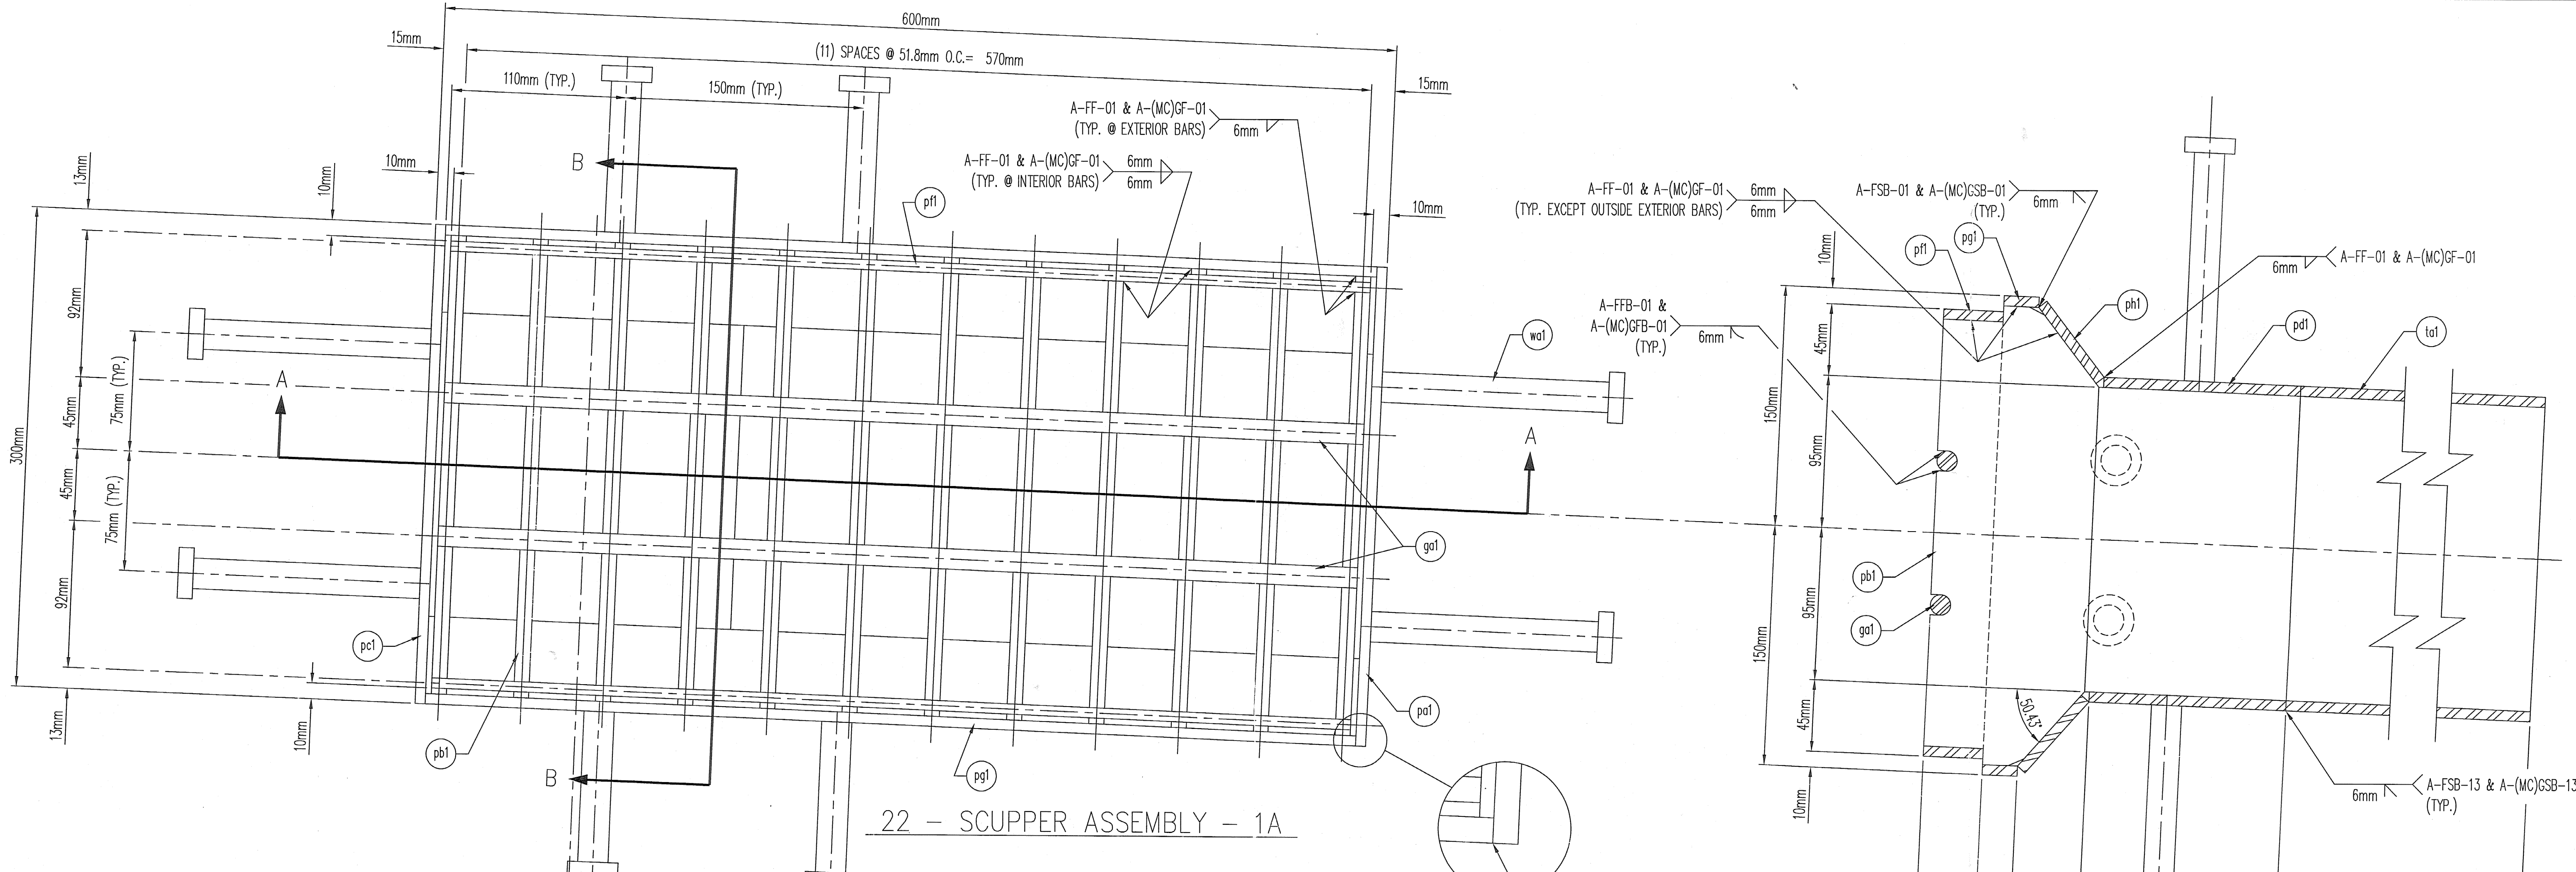 600mm
15mm
(11) SPACES @ 51.8mm O.C.= 570mm
110mm (TYP.)
150mm (TYP.)
15mm
A-FF-01 & A-(MC)GF-01
(TYP. @ EXTERIOR BARS)
6mm
A-FF-01 & A-(MC)GF-01
(TYP. @ INTERIOR BARS)
6mm
6mm
10mm
10mm
13mm
10mm
B
pf1
92mm
75mm (TYP.)
45mm
300mm
45mm
75mm (TYP.)
92mm
13mm
10mm
A
A
wa1
ga1
pc1
pb1
pa1
pg1
B
22 - SCUPPER ASSEMBLY - 1A
A-FF-01 & A-(MC)GF-01
(TYP. EXCEPT OUTSIDE EXTERIOR BARS)
6mm
6mm
A-FSB-01 & A-(MC)GSB-01
(TYP.)
6mm
pf1
pg1
10mm
6mm
A-FF-01 & A-(MC)GF-01
A-FFB-01 &
A-(MC)GFB-01
(TYP.)
6mm
ph1
pd1
ta1
45mm
150mm
95mm
pb1
ga1
95mm
150mm
45mm
50.43°
10mm
6mm
A-FSB-13 & A-(MC)GSB-13
(TYP.)